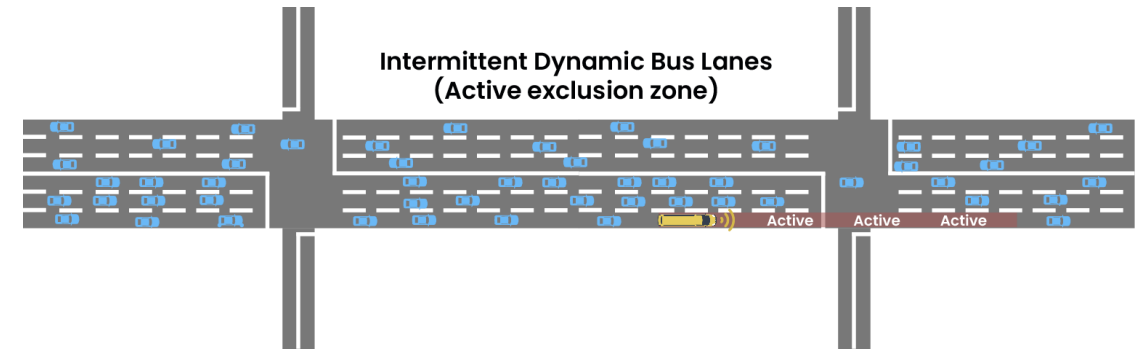 Intermittent Dynamic Bus Lanes
(Active exclusion zone)
Active Active Active